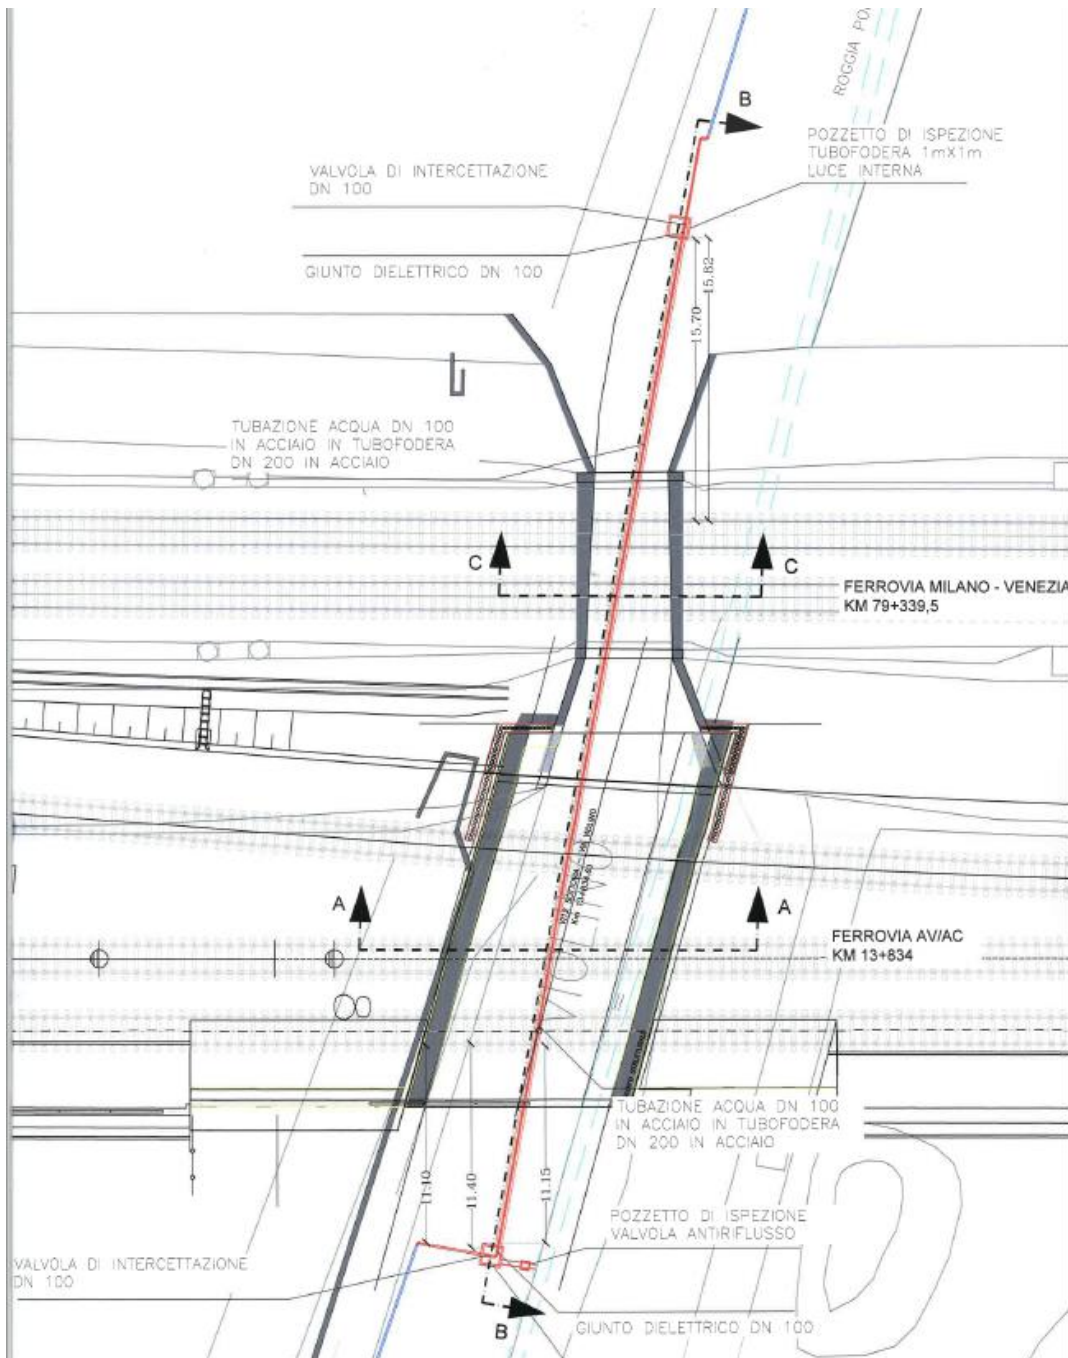 ROGGIA
B
POZZETTO DI ISPEZIONE
TUBOFODERA 1mX1m
LUCE INTERNA
VALVOLA DI INTERCETTAZIONE
DN 100
GIUNTO DIELETTRICO DN 100
15.82
15.70
TUBAZIONE ACQUA DN 100
IN ACCIAIO IN TUBOFODERA
DN 200 IN ACCIAIO
C
C
FERROVIA MILANO - VENEZIA
KM 79+339,5
A
A
FERROVIA AV/AC
KM 13+834
TUBAZIONE ACQUA DN 100
IN ACCIAIO IN TUBOFODERA
DN 200 IN ACCIAIO
11.10
11.40
11.15
POZZETTO DI ISPEZIONE
VALVOLA ANTIRIFLUSSO
VALVOLA DI INTERCETTAZIONE
DN 100
B
GIUNTO DIELETTRICO DN 100